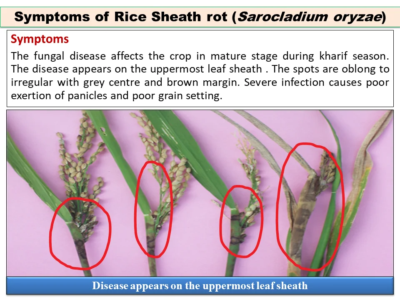 Symptoms of Rice Sheath rot (Sarocladium oryzae)
Symptoms
The fungal disease affects the crop in mature stage during kharif season.
The disease appears on the uppermost leaf sheath . The spots are oblong to
irregular with grey centre and brown margin. Severe infection causes poor
exertion of panicles and poor grain setting.
Disease appears on the uppermost leaf sheath